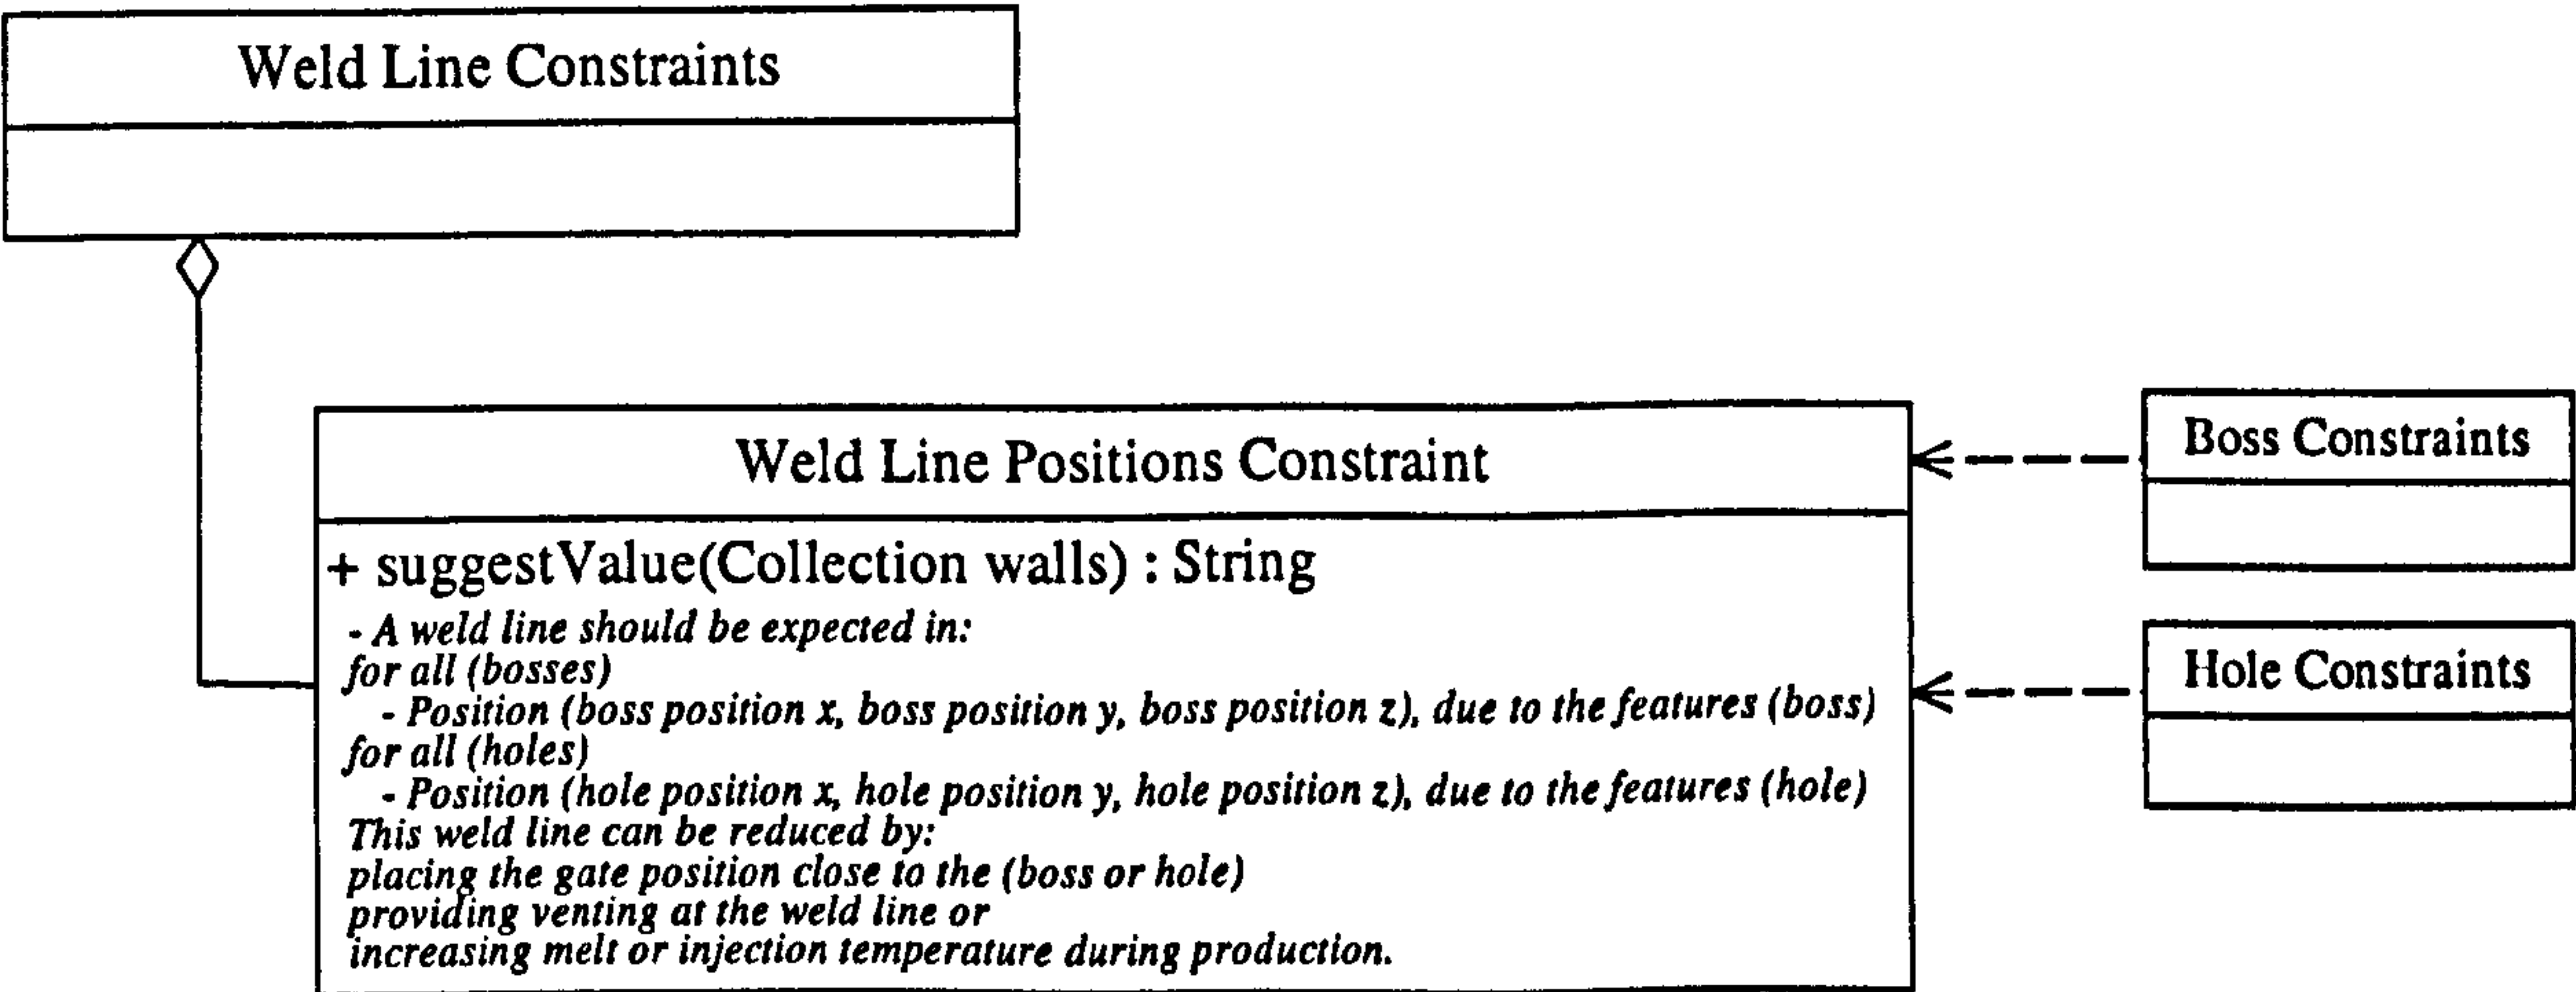 Weld Line Constraints
Weld Line Positions Constraint
+ suggestValue(Collection walls) : String
- A weld line should be expected in:
for all (bosses)
- Position (boss position x, boss position y, boss position z), due to the features (boss)
for all (holes)
- Position (hole position x, hole position y, hole position z), due to the features (hole)
This weld line can be reduced by:
placing the gate position close to the (boss or hole)
providing venting at the weld line or
increasing melt or injection temperature during production.
Boss Constraints
Hole Constraints